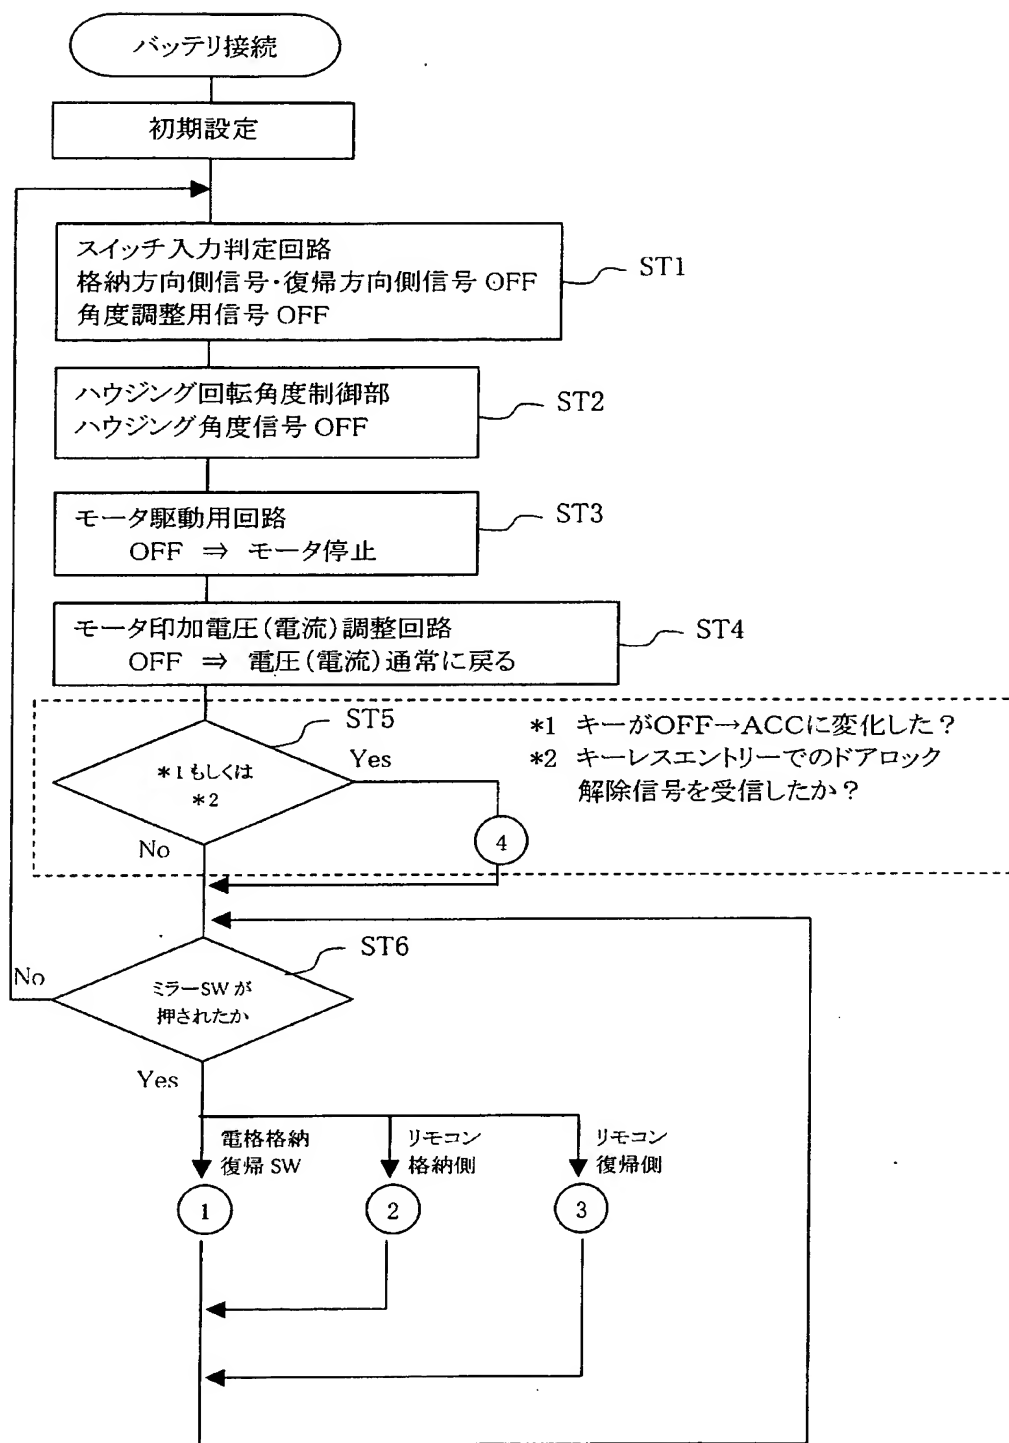 バッテリ接続
初期設定
スイッチ入力判定回路
格納方向側信号・復帰方向側信号 OFF
角度調整用信号 OFF
ST1
ハウジング回転角度制御部
ハウジング角度信号 OFF
ST2
モータ駆動用回路
OFF ⇒ モータ停止
ST3
モータ印加電圧(電流)調整回路
OFF ⇒ 電圧(電流)通常に戻る
ST4
ST5
*1もしくは
*2
Yes
No
4
*1 キーがOFF→ACCに変化した?
*2 キーレスエントリーでのドアロック
解除信号を受信したか?
ST6
ミラーSWが
押されたか
No
Yes
電格格納
復帰 SW
リモコン
格納側
リモコン
復帰側
1
2
3